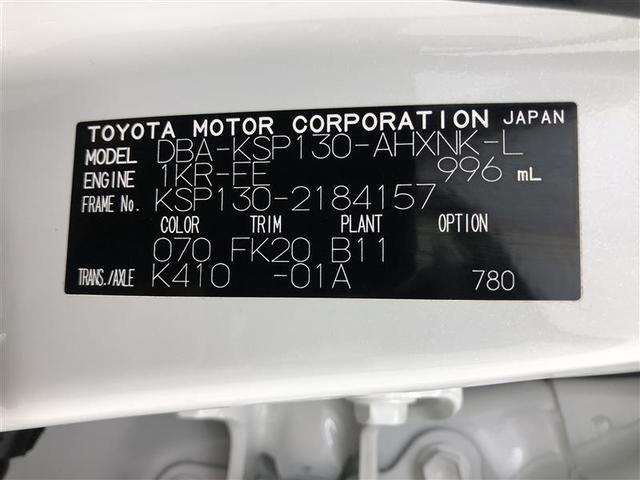 TOYOTA MOTOR CORPORATION JAPAN
MODEL DBA-KSP130-AHXNK-L
ENGINE 1KR-FE 996 mL
FRAME No. KSP130-2184157
COLOR TRIM PLANT OPTION
070 FK20 B11
TRANS./AXLE K410 -01A 780